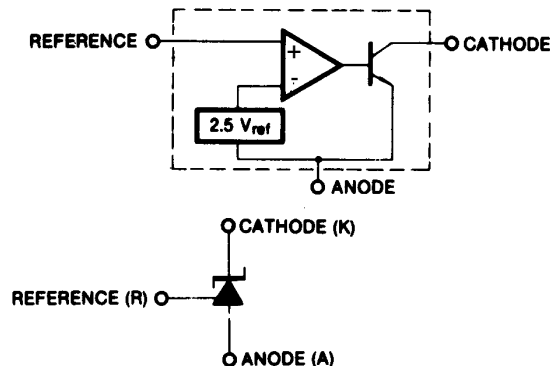 REFERENCE
+
-
CATHODE
2.5 Vref
ANODE
CATHODE (K)
REFERENCE (R)
ANODE (A)